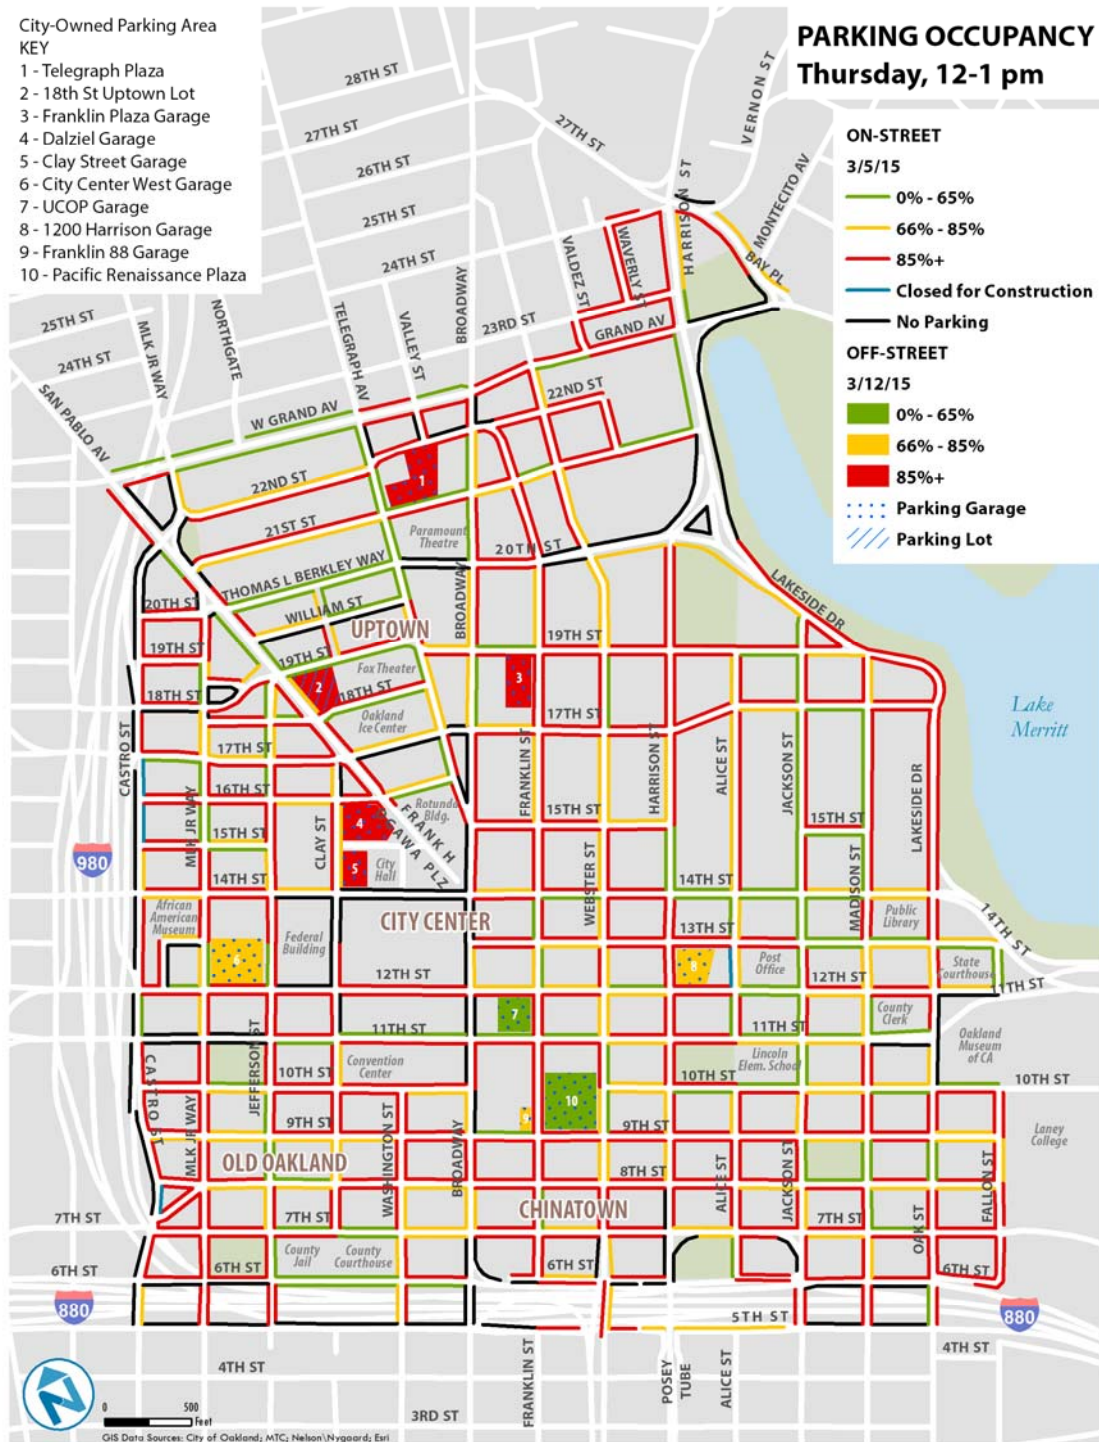 City-Owned Parking Area
KEY
1 - Telegraph Plaza
2 - 18th St Uptown Lot
3 - Franklin Plaza Garage
4 - Dalziel Garage
5 - Clay Street Garage
6 - City Center West Garage
7 - UCOP Garage
8 - 1200 Harrison Garage
9 - Franklin 88 Garage
10 - Pacific Renaissance Plaza
PARKING OCCUPANCY
Thursday, 12-1 pm
ON-STREET
3/5/15
0% - 65%
66% - 85%
85%+
Closed for Construction
No Parking
OFF-STREET
3/12/15
0% - 65%
66% - 85%
85%+
Parking Garage
Parking Lot
28TH ST
27TH ST
27TH ST
26TH ST
25TH ST
24TH ST
23RD ST
VERNON ST
MONTECITO AV
HARRISON ST
BAY PL
WAVERLY ST
VALDEZ ST
GRAND AV
BROADWAY
VALLEY ST
TELEGRAPH AV
NORTHGATE
MLK JR WAY
25TH ST
24TH ST
SAN PABLO AV
W GRAND AV
22ND ST
22ND ST
1
21ST ST
Paramount
Theatre
20TH ST
THOMAS L BERKLEY WAY
WILLIAM ST
UPTOWN
BROADWAY
LAKESIDE DR
20TH ST
19TH ST
19TH ST
19TH ST
Fox Theater
18TH ST
18TH ST
2
3
Oakland
Ice Center
17TH ST
17TH ST
Lake
Merritt
CASTRO ST
FRANKLIN ST
HARRISON ST
ALICE ST
JACKSON ST
LAKESIDE DR
16TH ST
Rotunda
Bldg.
15TH ST
15TH ST
15TH ST
MLK JR WAY
CLAY ST
4
FRANK H
OGAWA PLZ
5
City
Hall
980
14TH ST
14TH ST
14TH ST
WEBSTER ST
MADISON ST
African
American
Museum
CITY CENTER
Federal
Building
13TH ST
Public
Library
6
12TH ST
8
Post
Office
12TH ST
State
Courthouse
11TH ST
7
11TH ST
11TH ST
County
Clerk
Oakland
Museum
of CA
JEFFERSON ST
Convention
Center
10TH ST
10TH ST
Lincoln
Elem. School
10TH ST
CASTRO ST
MLK JR WAY
9TH ST
WASHINGTON ST
BROADWAY
9
10
9TH ST
Laney
College
OLD OAKLAND
8TH ST
ALICE ST
JACKSON ST
FALLON ST
CHINATOWN
7TH ST
7TH ST
7TH ST
OAK ST
County
Jail
County
Courthouse
6TH ST
6TH ST
6TH ST
6TH ST
880
5TH ST
880
4TH ST
4TH ST
FRANKLIN ST
POSEY
TUBE
ALICE ST
3RD ST
0
500
Feet
GIS Data Sources: City of Oakland; MTC; Nelson\Nygaard; Esri